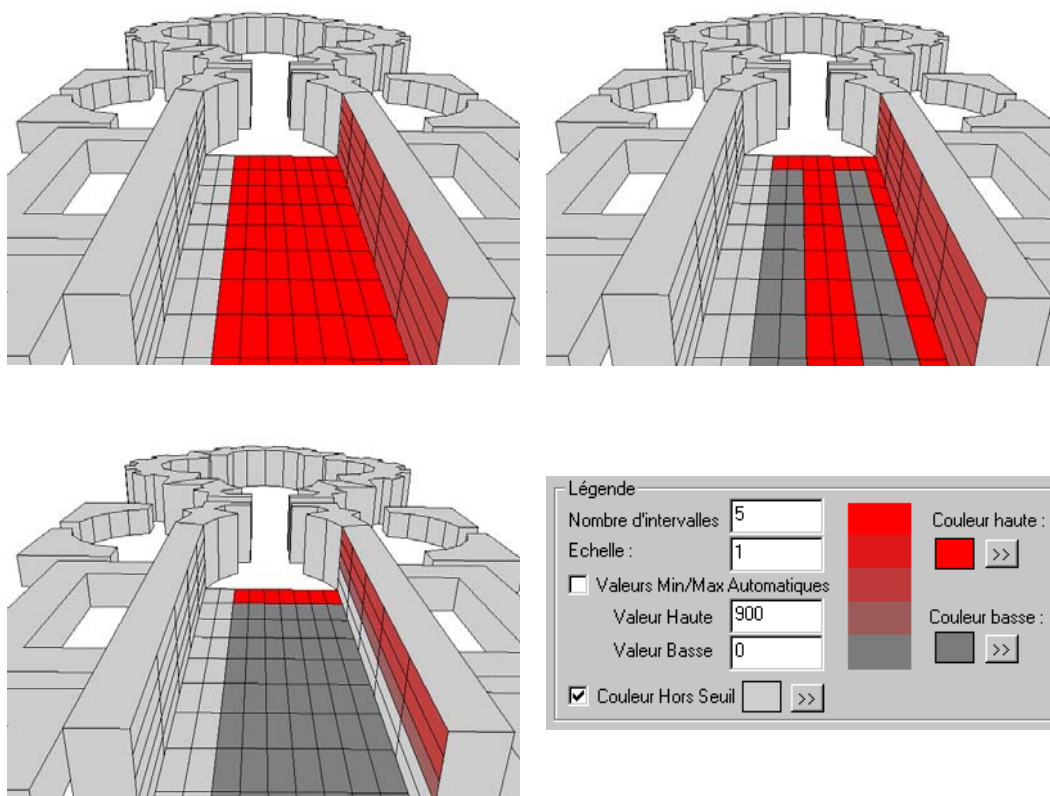 Légende
Nombre d'intervalles 5
Couleur haute :
Echelle : 1
>>
Valeurs Min/Max Automatiques
Valeur Haute 900
Couleur basse :
Valeur Basse 0
>>
Couleur Hors Seuil >>